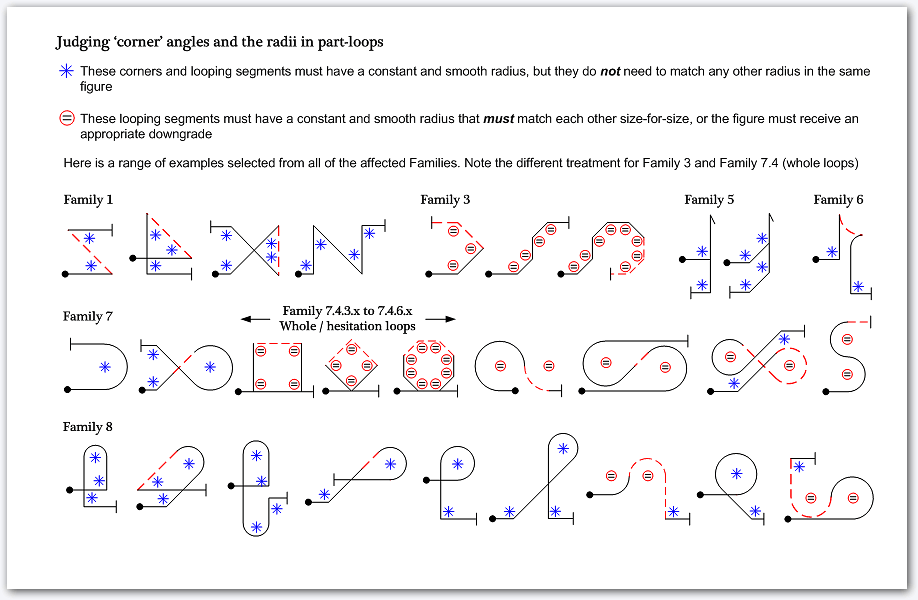 Judging ‘corner’ angles and the radii in part-loops
These corners and looping segments must have a constant and smooth radius, but they do not need to match any other radius in the same
figure
These looping segments must have a constant and smooth radius that must match each other size-for-size, or the figure must receive an
appropriate downgrade
Here is a range of examples selected from all of the affected Families. Note the different treatment for Family 3 and Family 7.4 (whole loops)
Family 1
Family 3
Family 5
Family 6
Family 7
Family 7.4.3.x to 7.4.6.x
Whole / hesitation loops
Family 8